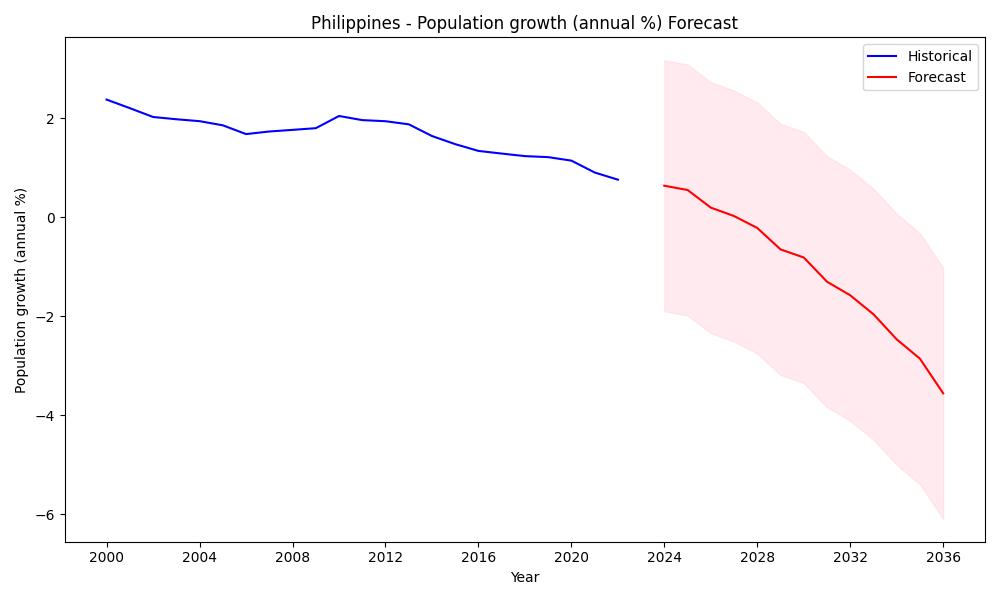 Philippines - Population growth (annual %) Forecast
Historical
Forecast
Population growth (annual %)
2
0
−2
−4
−6
2000 2004 2008 2012 2016 2020 2024 2028 2032 2036
Year